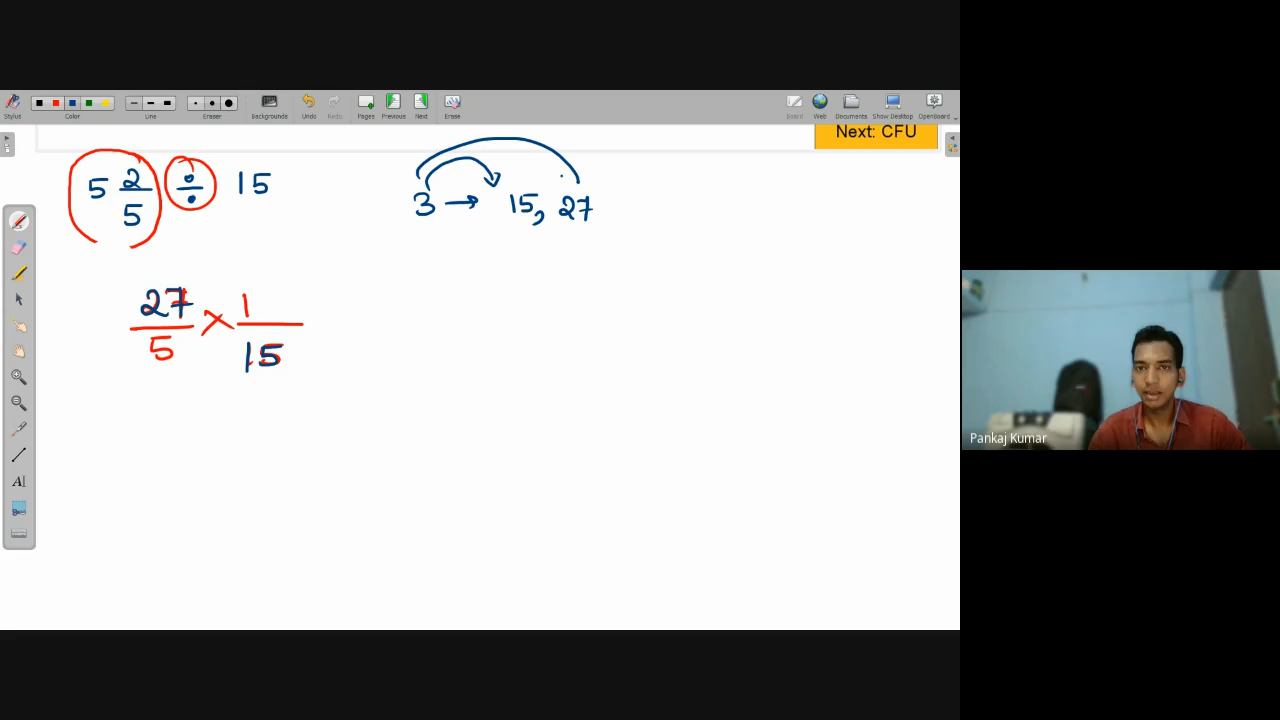 Stylus Color Line Eraser Backgrounds Undo Redo Pages Previous Next Erase Board Web Documents Show Desktop OpenBoard
Next: CFU
5 2/5 ÷ 15
3 → 15, 27
27/5 × 1/15
Pankaj Kumar